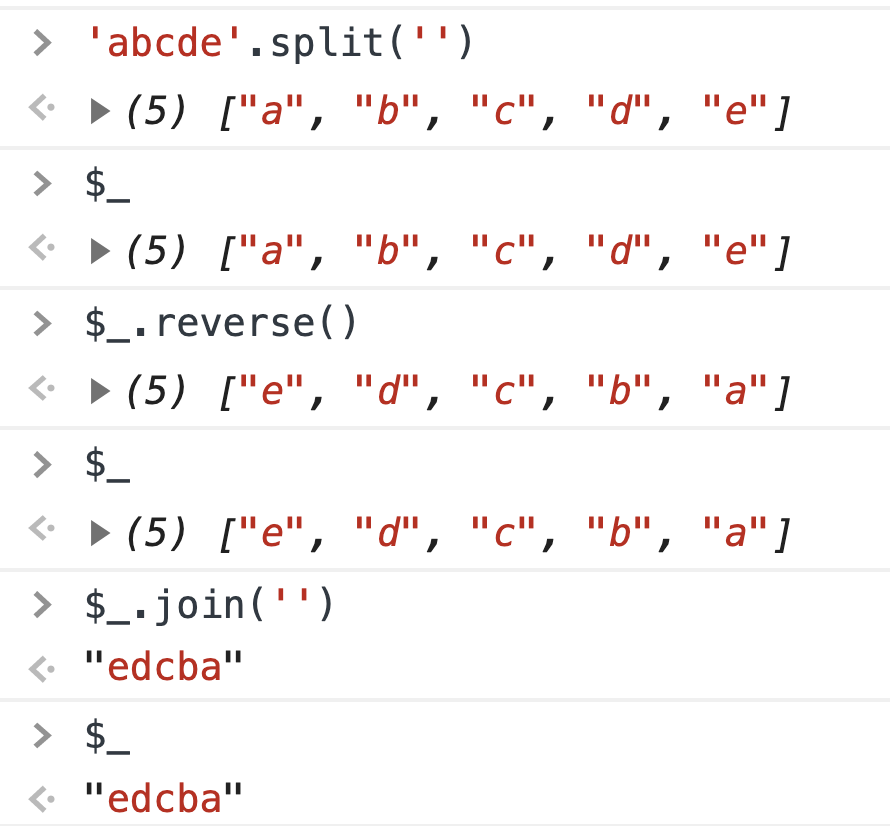 > 'abcde'.split('')
(5) ["a", "b", "c", "d", "e"]
> $_
(5) ["a", "b", "c", "d", "e"]
> $_.reverse()
(5) ["e", "d", "c", "b", "a"]
> $_
(5) ["e", "d", "c", "b", "a"]
> $_.join('')
"edcba"
> $_
"edcba"